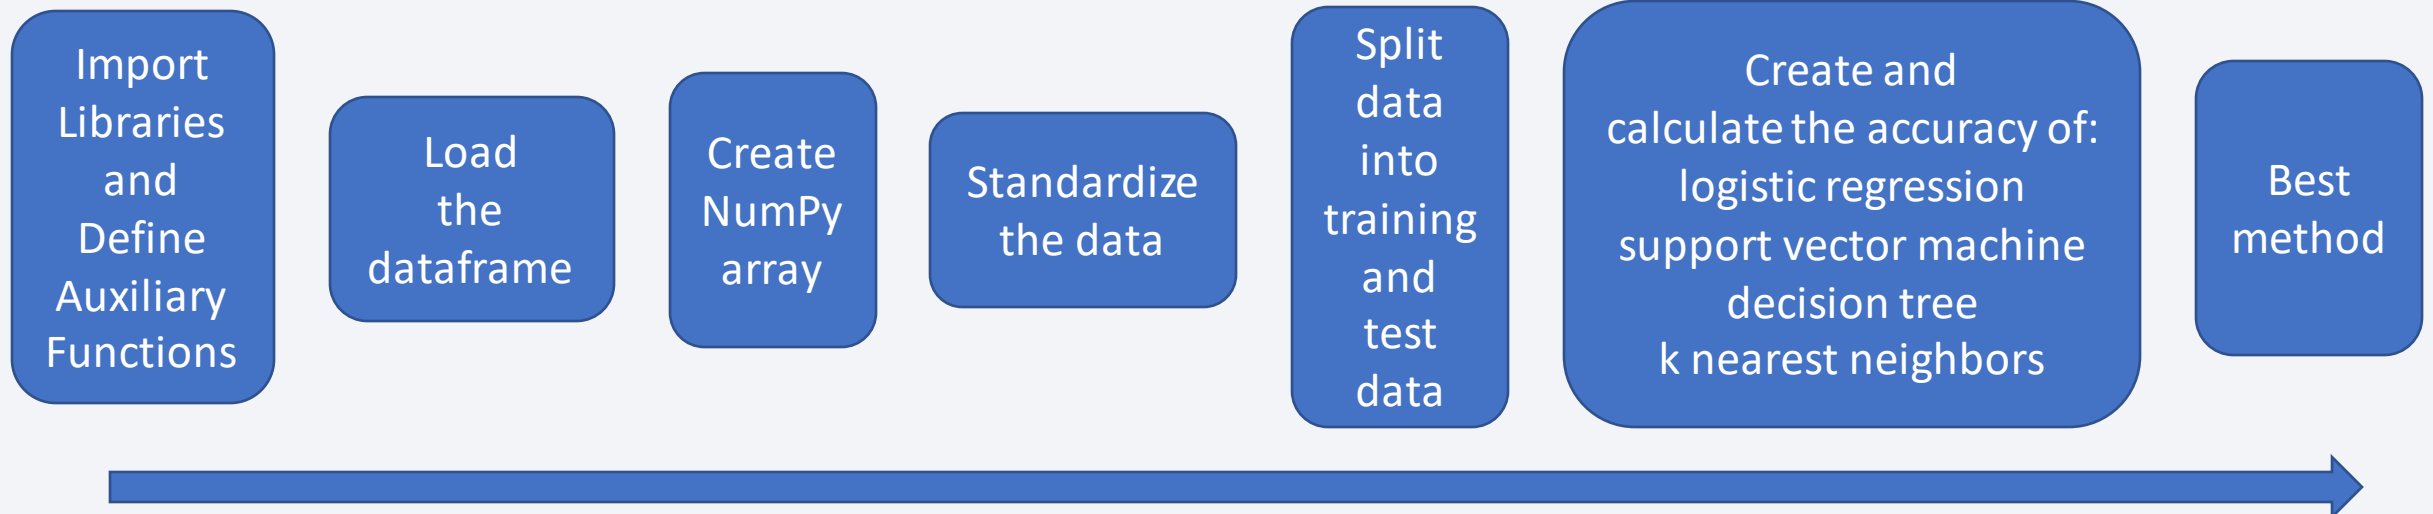 Import
Libraries
and
Define
Auxiliary
Functions
Load
the
dataframe
Create
NumPy
array
Standardize
the data
Split
data
into
training
and
test
data
Create and
calculate the accuracy of:
logistic regression
support vector machine
decision tree
k nearest neighbors
Best
method